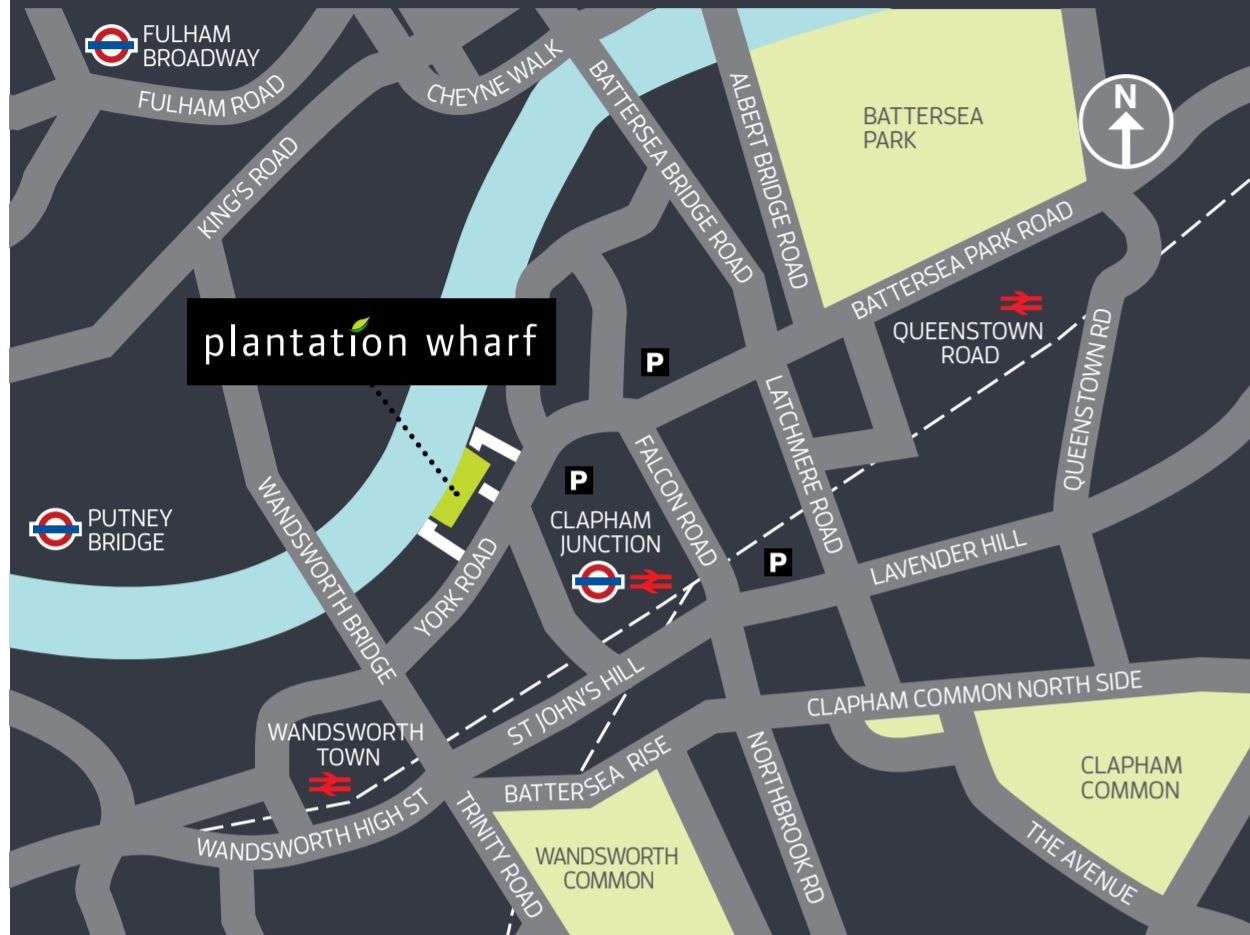 FULHAM
BROADWAY
FULHAM ROAD
CHEYNE WALK
BATTERSEA BRIDGE ROAD
ALBERT BRIDGE ROAD
BATTERSEA
PARK
N
KING'S ROAD
BATTERSEA PARK ROAD
plantation wharf
QUEENSTOWN
ROAD
QUEENSTOWN RD
P
LATCHMERE ROAD
FALCON ROAD
P
PUTNEY
BRIDGE
WANDSWORTH BRIDGE
CLAPHAM
JUNCTION
P
LAVENDER HILL
YORK ROAD
ST JOHN'S HILL
CLAPHAM COMMON NORTH SIDE
WANDSWORTH
TOWN
BATTERSEA RISE
NORTHBROOK RD
CLAPHAM
COMMON
WANDSWORTH HIGH ST
TRINITY ROAD
WANDSWORTH
COMMON
THE AVENUE